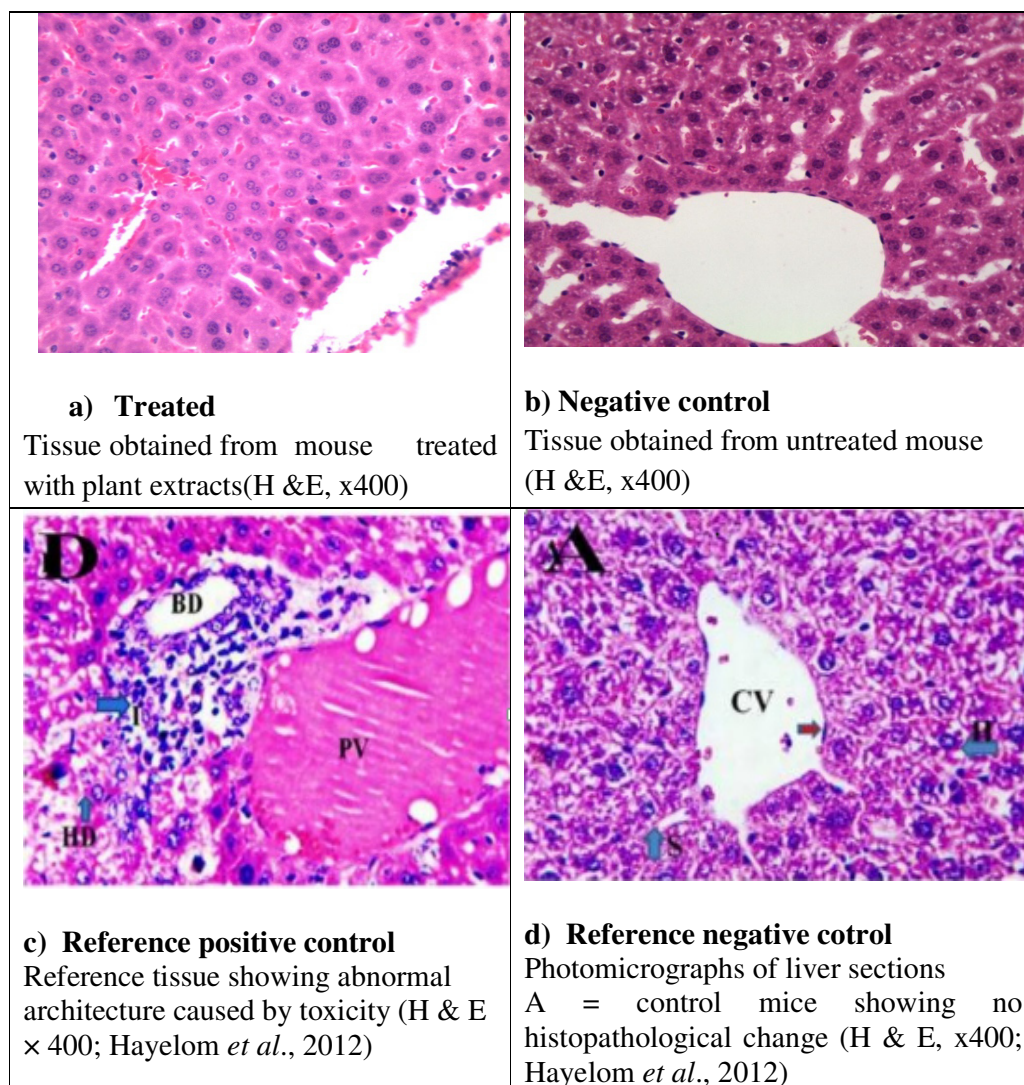 a) Treated
Tissue obtained from mouse treated
with plant extracts(H &E, x400)
b) Negative control
Tissue obtained from untreated mouse
(H &E, x400)
D
BD
I
PV
HD
c) Reference positive control
Reference tissue showing abnormal
architecture caused by toxicity (H & E
× 400; Hayelom et al., 2012)
A
CV
H
S
d) Reference negative cotrol
Photomicrographs of liver sections
A = control mice showing no
histopathological change (H & E, x400;
Hayelom et al., 2012)